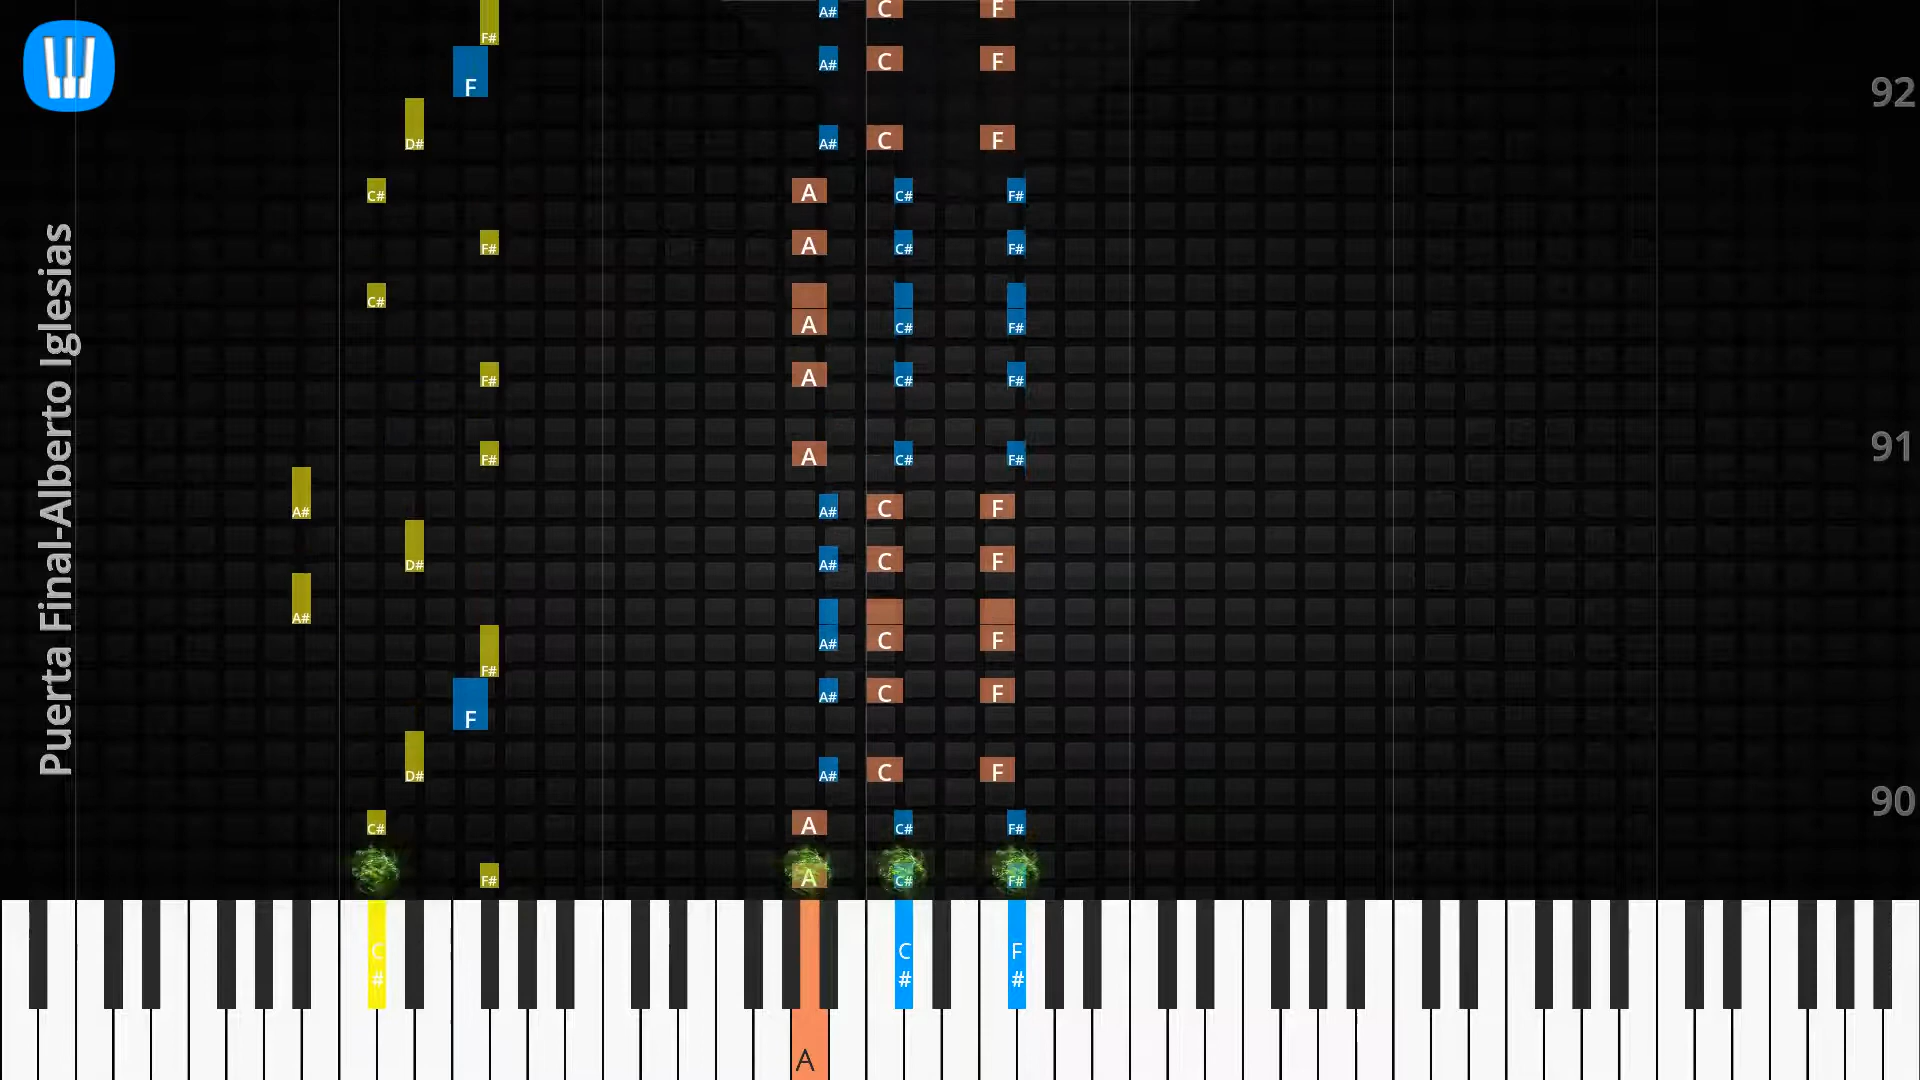 F#
A# C F
F A# C F
92
D# A# C F
C# A C# F#
F# A C# F#
C#
A C# F#
F# A C# F#
91
F# A C# F#
A# A# C F
D# A# C F
A#
A# C F
F#
F A# C F
D# A# C F
90
C# A C# F#
F# A C# F#
Puerta Final-Alberto Iglesias
C# C# F#
A